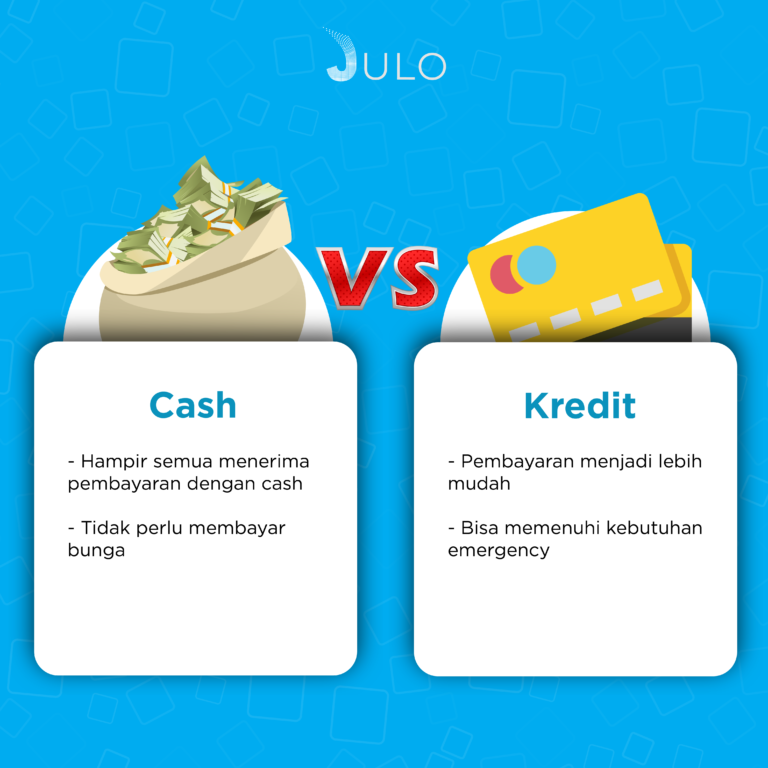 JULO
VS
Cash
- Hampir semua menerima
pembayaran dengan cash
- Tidak perlu membayar
bunga
Kredit
- Pembayaran menjadi lebih
mudah
- Bisa memenuhi kebutuhan
emergency